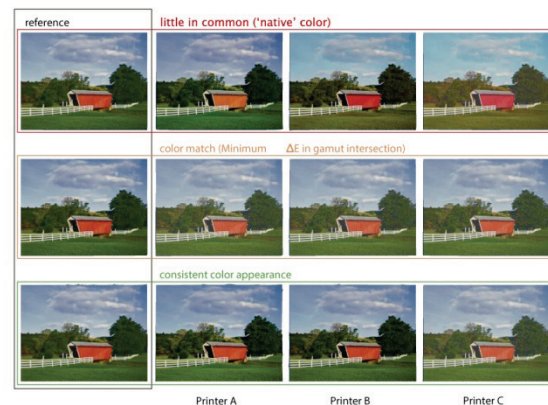 reference
little in common ('native' color)
color match (Minimum ΔE in gamut intersection)
consistent color appearance
Printer A Printer B Printer C